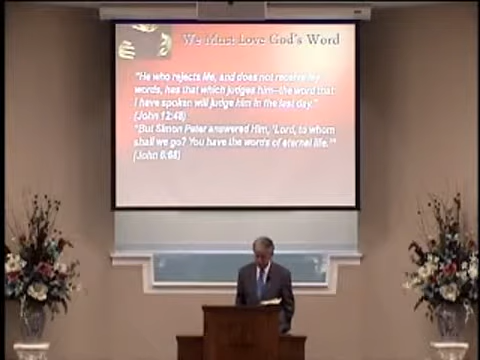 We Must Love God's Word
"He who rejects Me, and does not receive My
words, has that which judges him--the word that
I have spoken will judge him in the last day."
(John 12:48)
"But Simon Peter answered Him, 'Lord, to whom
shall we go? You have the words of eternal life.'"
(John 6:68)